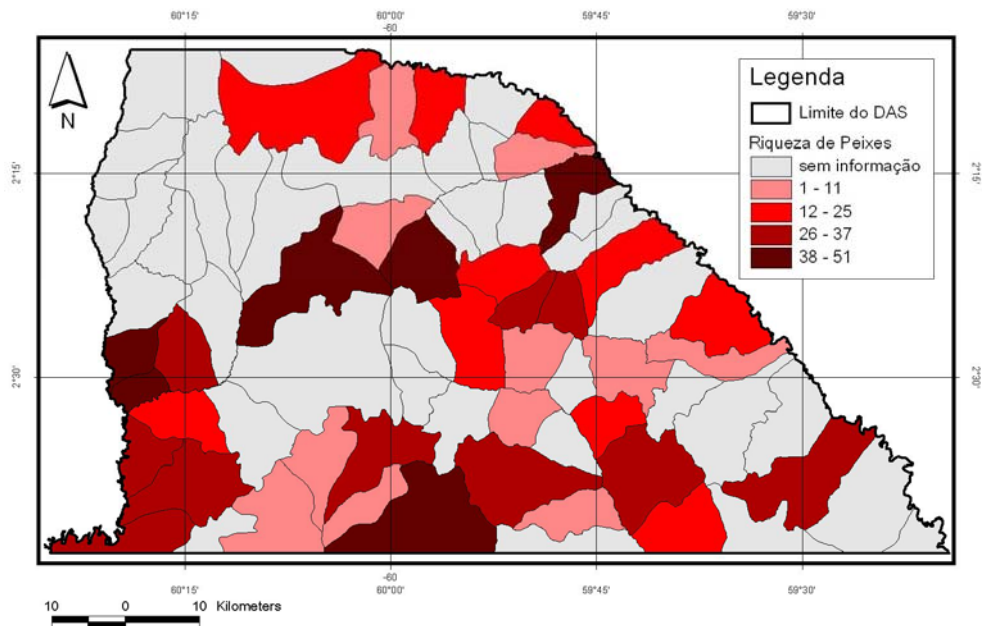 60°15' 60°00' 59°45' 59°30'
-60
N
Legenda
Limite do DAS
Riqueza de Peixes
sem informação
1 - 11
12 - 25
26 - 37
38 - 51
2°15' 2°15'
2°30' 2°30'
-60
60°15' 60°00' 59°45' 59°30'
10 0 10 Kilometers